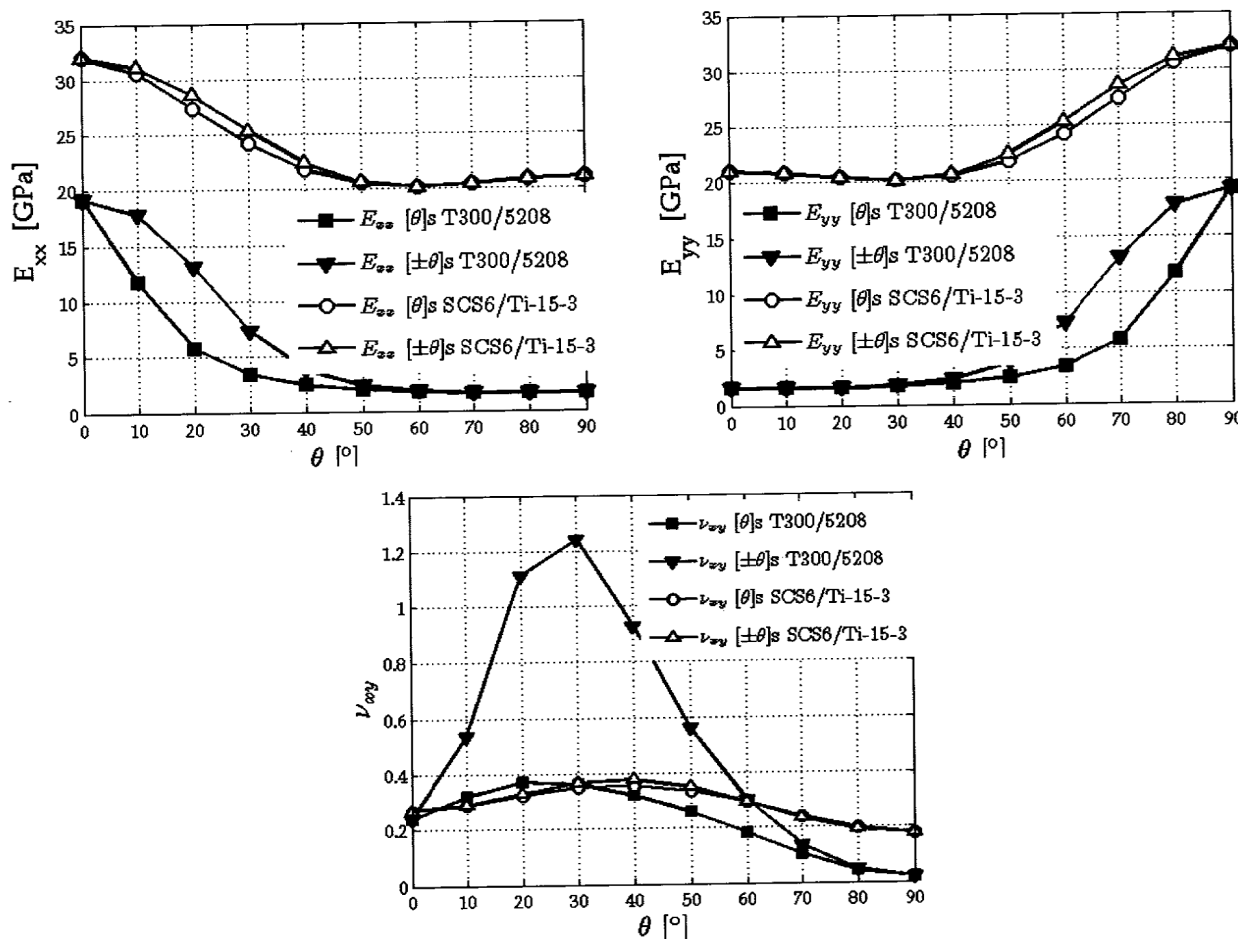 35
30
25
20
15
10
5
0
E_xx [GPa]
E_xx [θ]s T300/5208
E_xx [±θ]s T300/5208
E_xx [θ]s SCS6/Ti-15-3
E_xx [±θ]s SCS6/Ti-15-3
0 10 20 30 40 50 60 70 80 90
θ [°]
35
30
25
20
15
10
5
0
E_yy [GPa]
E_yy [θ]s T300/5208
E_yy [±θ]s T300/5208
E_yy [θ]s SCS6/Ti-15-3
E_yy [±θ]s SCS6/Ti-15-3
0 10 20 30 40 50 60 70 80 90
θ [°]
1.4
1.2
1
0.8
0.6
0.4
0.2
0
ν_xy
ν_xy [θ]s T300/5208
ν_xy [±θ]s T300/5208
ν_xy [θ]s SCS6/Ti-15-3
ν_xy [±θ]s SCS6/Ti-15-3
0 10 20 30 40 50 60 70 80 90
θ [°]